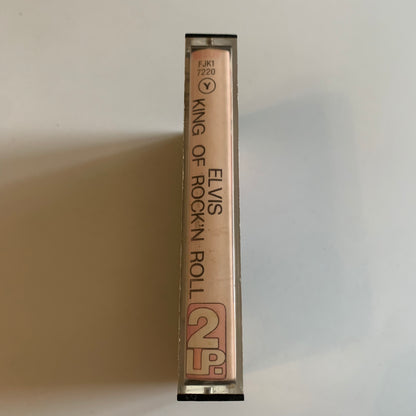 FJK1
7220
Y
ELVIS
KING OF ROCK'N ROLL
2
LP.